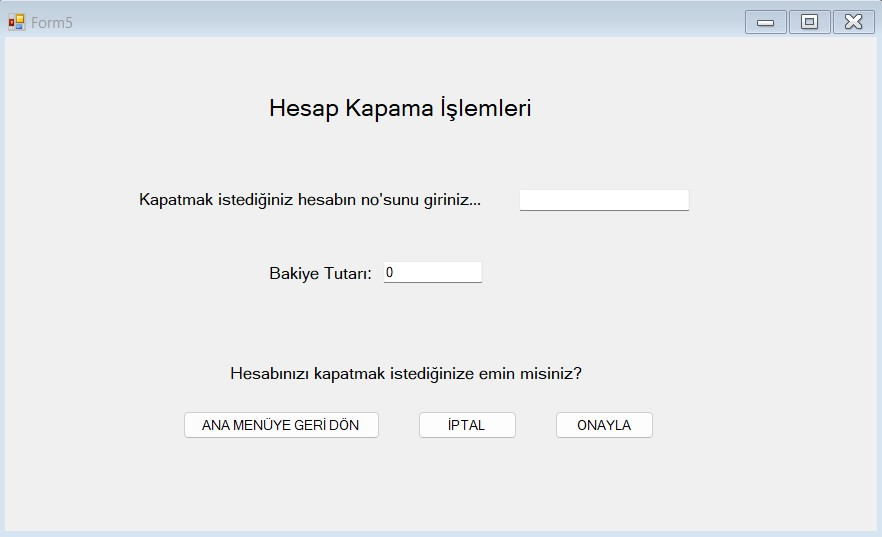 Form5
Hesap Kapama İşlemleri
Kapatmak istediğiniz hesabın no'sunu giriniz...
Bakiye Tutarı: 0
Hesabınızı kapatmak istediğinize emin misiniz?
ANA MENÜYE GERİ DÖN İPTAL ONAYLA